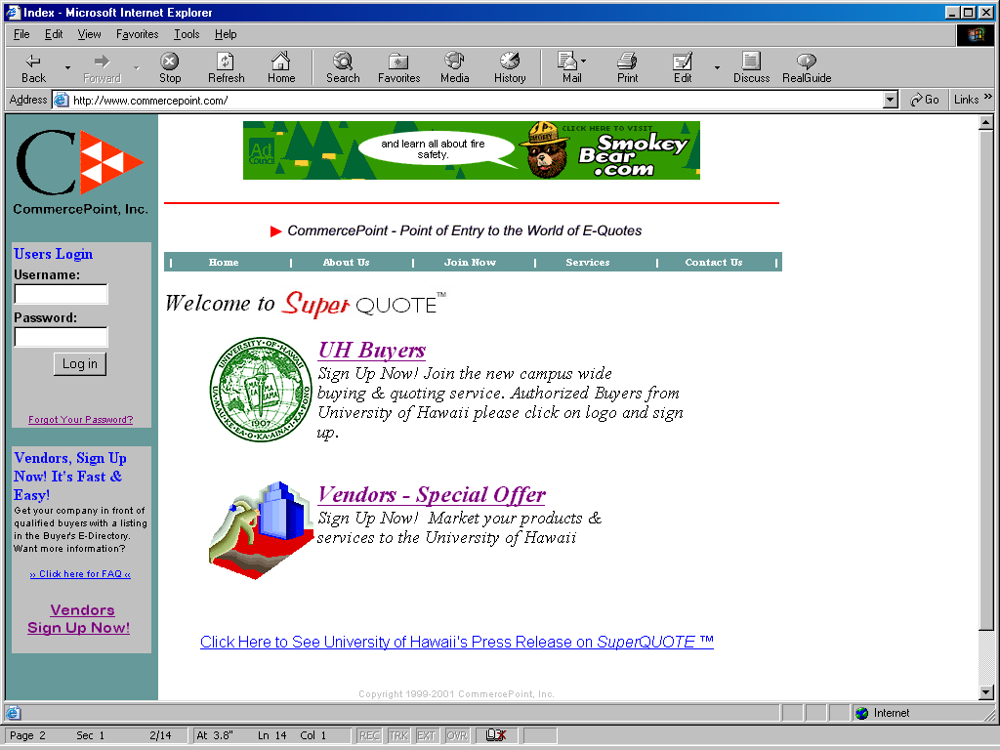 Index - Microsoft Internet Explorer
File Edit View Favorites Tools Help
Back Forward Stop Refresh Home Search Favorites Media History Mail Print Edit Discuss RealGuide
Address http://www.commercepoint.com/ Go Links »
CommercePoint, Inc.
Users Login
Username:
Password:
Log in
Forgot Your Password?
Vendors, Sign Up
Now! It's Fast &
Easy!
Get your company in front of
qualified buyers with a listing
in the Buyer's E-Directory.
Want more information?
» Click here for FAQ «
Vendors
Sign Up Now!
Ad
COUNCIL
and learn all about fire
safety.
SMOKEY
CLICK HERE TO VISIT
Smokey
Bear
.com
CommercePoint - Point of Entry to the World of E-Quotes
| Home | About Us | Join Now | Services | Contact Us |
Welcome to Super QUOTE™
UNIVERSITY OF HAWAII
1907
UH Buyers
Sign Up Now! Join the new campus wide
buying & quoting service. Authorized Buyers from
University of Hawaii please click on logo and sign
up.
Vendors - Special Offer
Sign Up Now! Market your products &
services to the University of Hawaii
Click Here to See University of Hawaii's Press Release on SuperQUOTE ™
Copyright 1999-2001 CommercePoint, Inc.
Internet
Page 2 Sec 1 2/14 At 3.8" Ln 14 Col 1 REC TRK EXT OVR